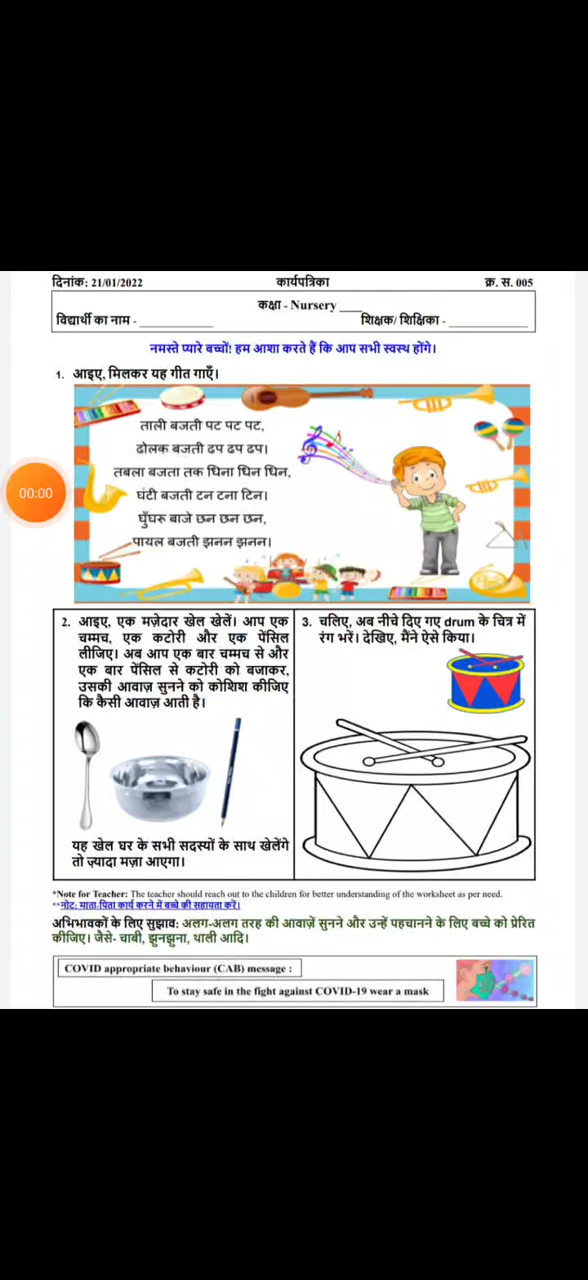 दिनांक: 21/01/2022 कार्यपत्रिका क्र. स. 005
कक्षा - Nursery ____
विद्यार्थी का नाम - __________ शिक्षक/ शिक्षिका - __________
नमस्ते प्यारे बच्चों! हम आशा करते हैं कि आप सभी स्वस्थ होंगे।
1. आइए, मिलकर यह गीत गाएँ।
ताली बजती पट पट पट,
ढोलक बजती ढप ढप ढप।
तबला बजता तक धिना धिन धिन,
घंटी बजती टन टना टिन।
घुँघरू बाजे छन छन छन,
पायल बजती झनन झनन।
00:00
2. आइए, एक मज़ेदार खेल खेलें। आप एक
चम्मच, एक कटोरी और एक पेंसिल
लीजिए। अब आप एक बार चम्मच से और
एक बार पेंसिल से कटोरी को बजाकर,
उसकी आवाज़ सुनने को कोशिश कीजिए
कि कैसी आवाज़ आती है।
यह खेल घर के सभी सदस्यों के साथ खेलेंगे
तो ज़्यादा मज़ा आएगा।
3. चलिए, अब नीचे दिए गए drum के चित्र में
रंग भरें। देखिए, मैंने ऐसे किया।
*Note for Teacher: The teacher should reach out to the children for better understanding of the worksheet as per need.
**नोट: माता-पिता कार्य करने में बच्चे की सहायता करें।
अभिभावकों के लिए सुझाव: अलग-अलग तरह की आवाज़ें सुनने और उन्हें पहचानने के लिए बच्चे को प्रेरित
कीजिए। जैसे- चाबी, झुनझुना, थाली आदि।
COVID appropriate behaviour (CAB) message :
To stay safe in the fight against COVID-19 wear a mask